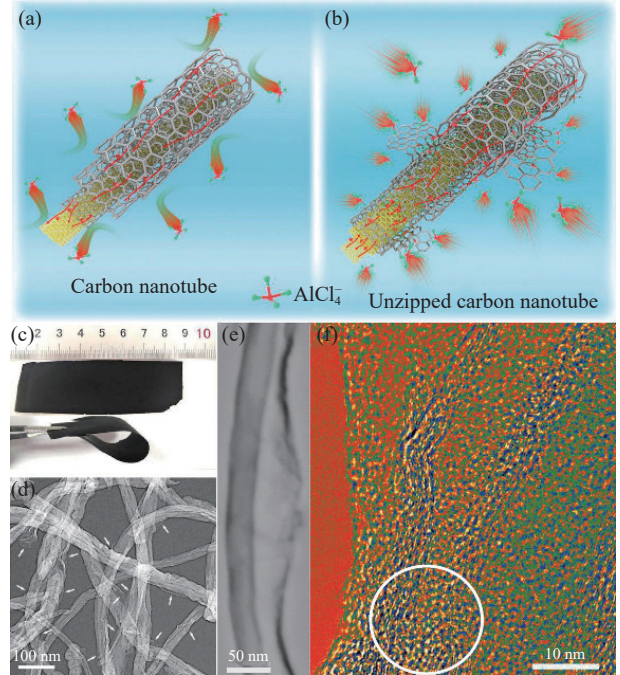 (a)
(b)
Carbon nanotube
AlCl₄⁻
Unzipped carbon nanotube
(c)
2 3 4 5 6 7 8 9 10
(e)
(f)
(d)
100 nm
50 nm
10 nm